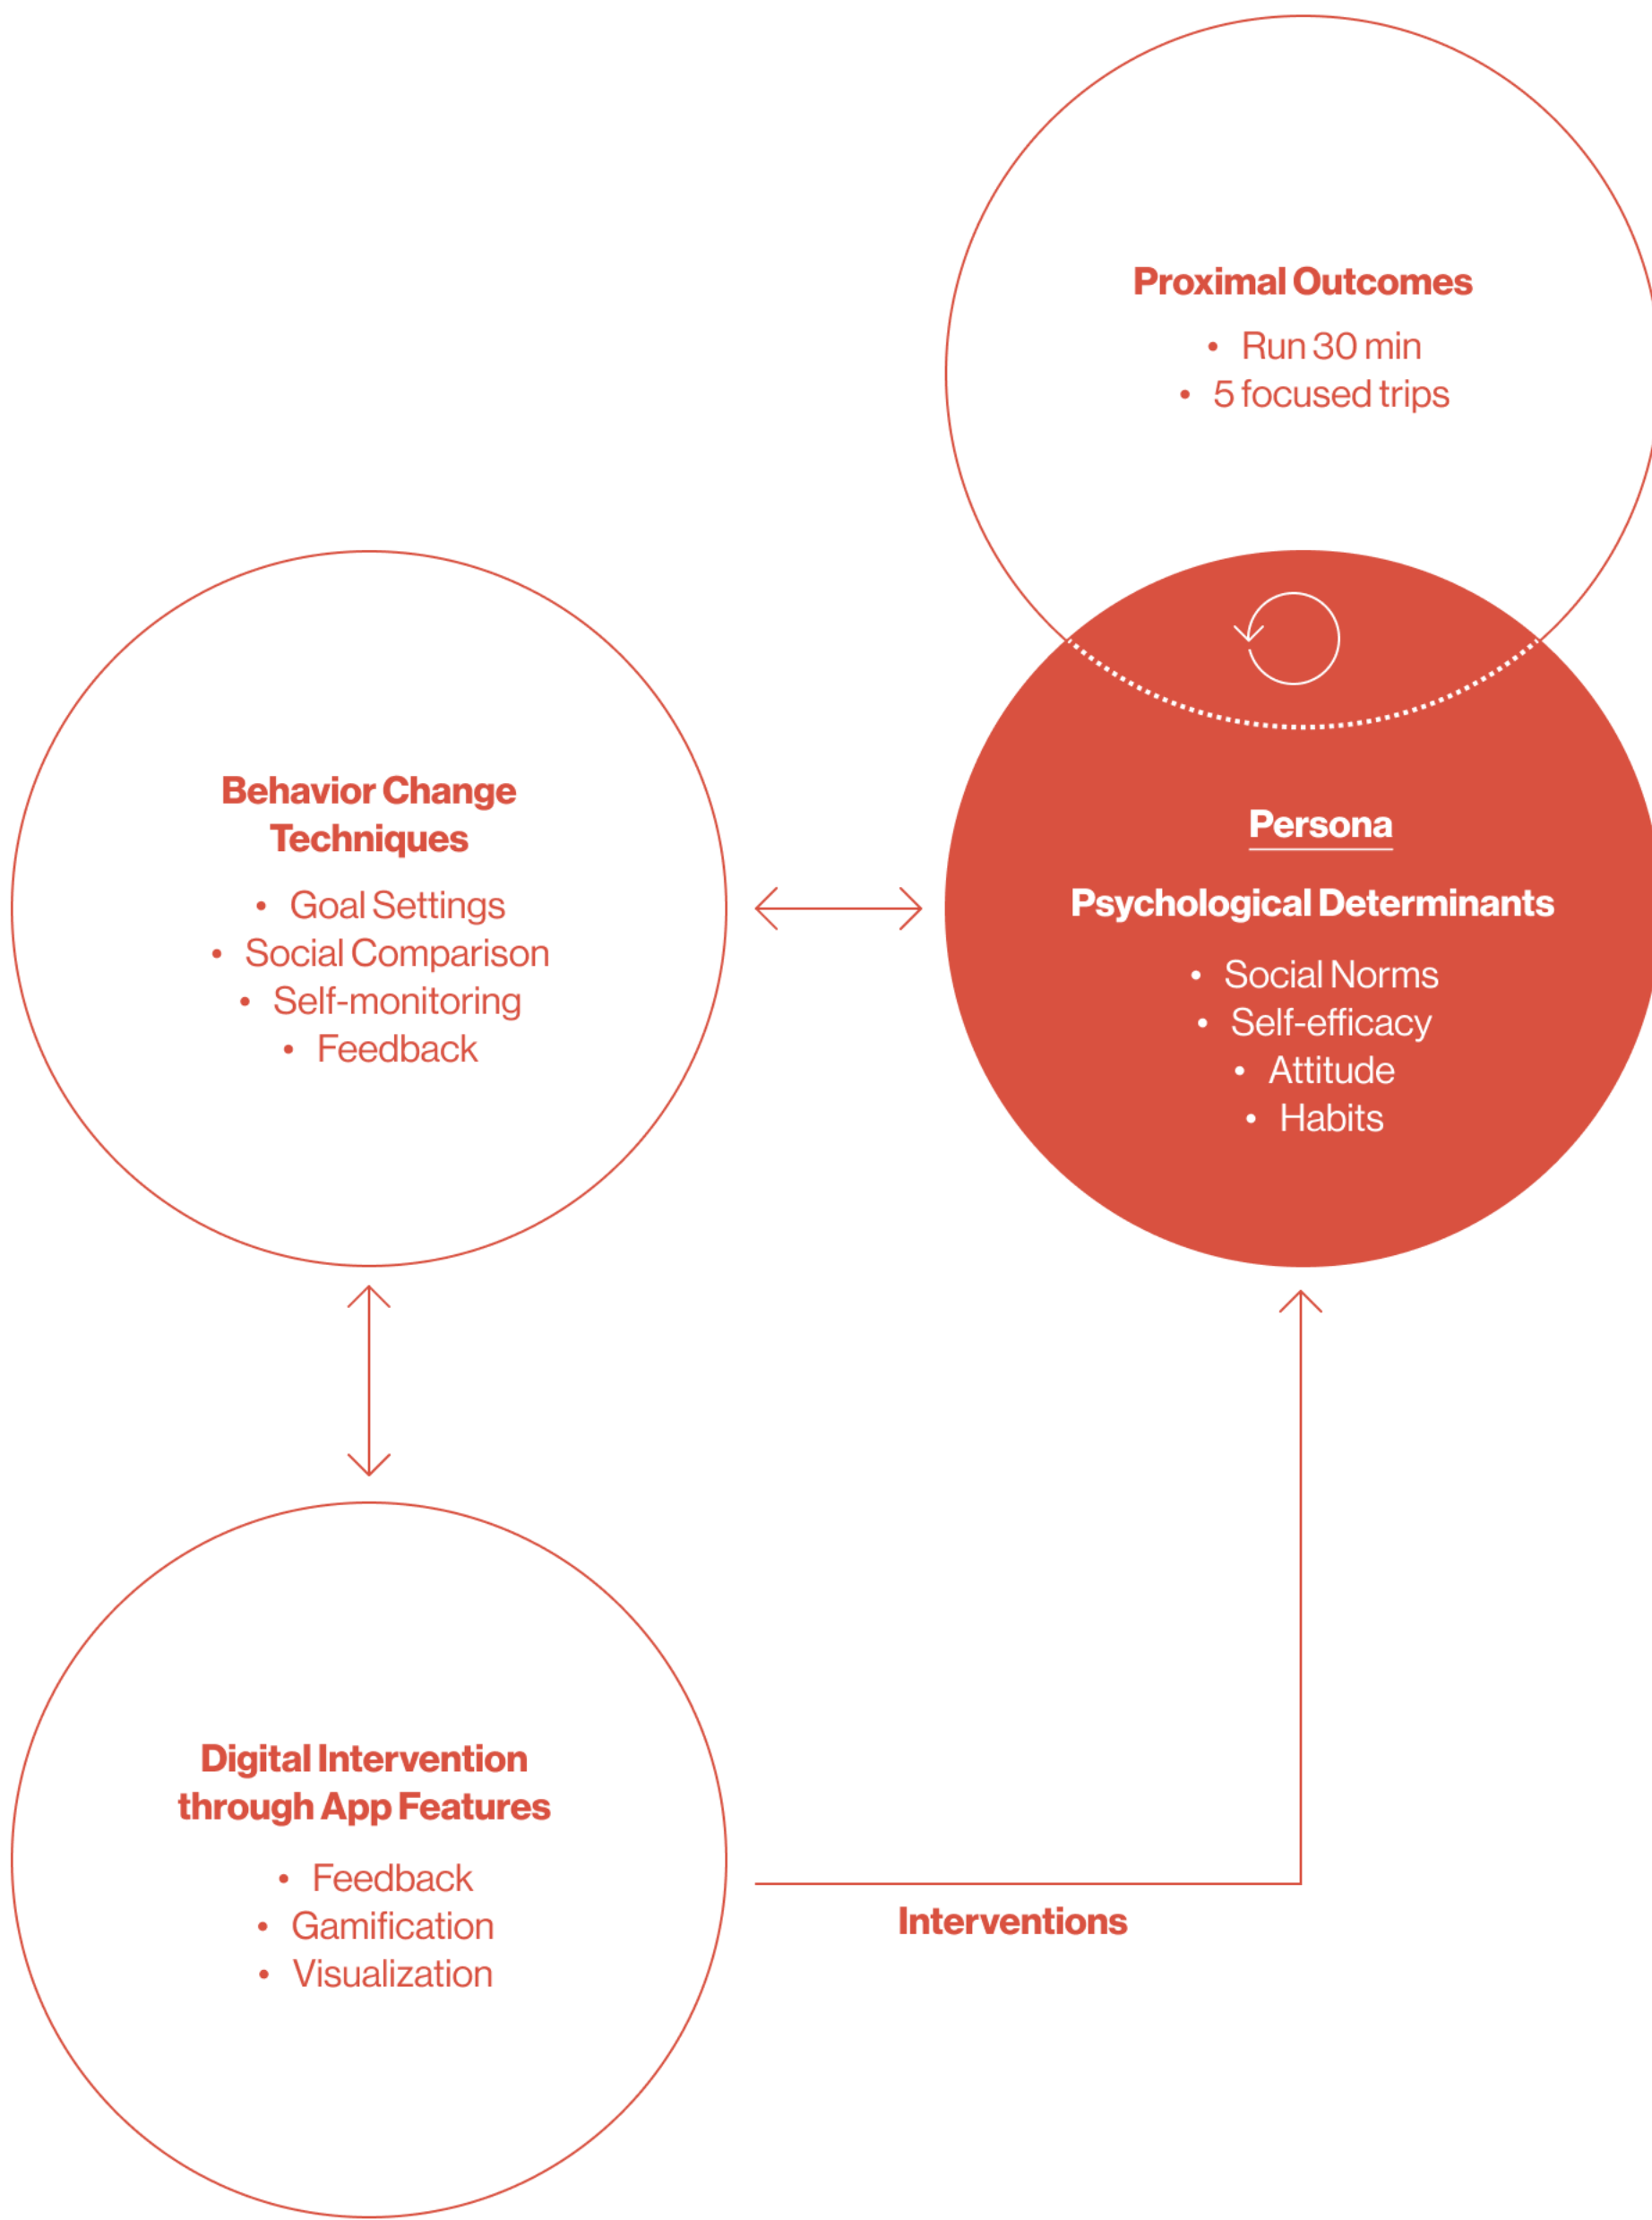 Proximal Outcomes
• Run 30 min
• 5 focused trips
Behavior Change
Techniques
• Goal Settings
• Social Comparison
• Self-monitoring
• Feedback
Persona
Psychological Determinants
• Social Norms
• Self-efficacy
• Attitude
• Habits
Digital Intervention
through App Features
• Feedback
• Gamification
• Visualization
Interventions